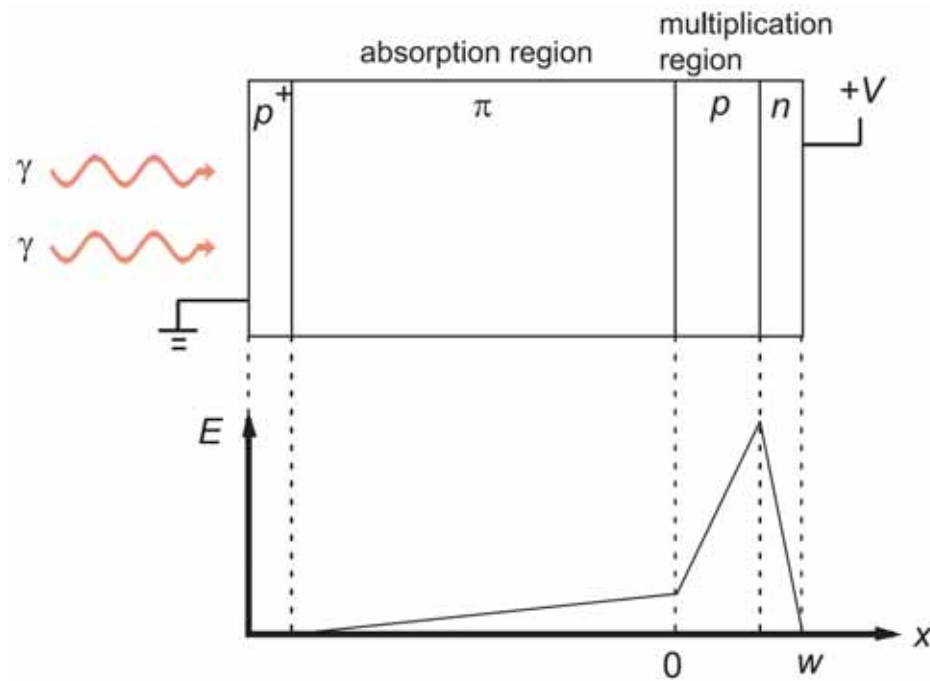 multiplication
absorption region region
p+ π p n +V
γ
γ
E
x
0 w